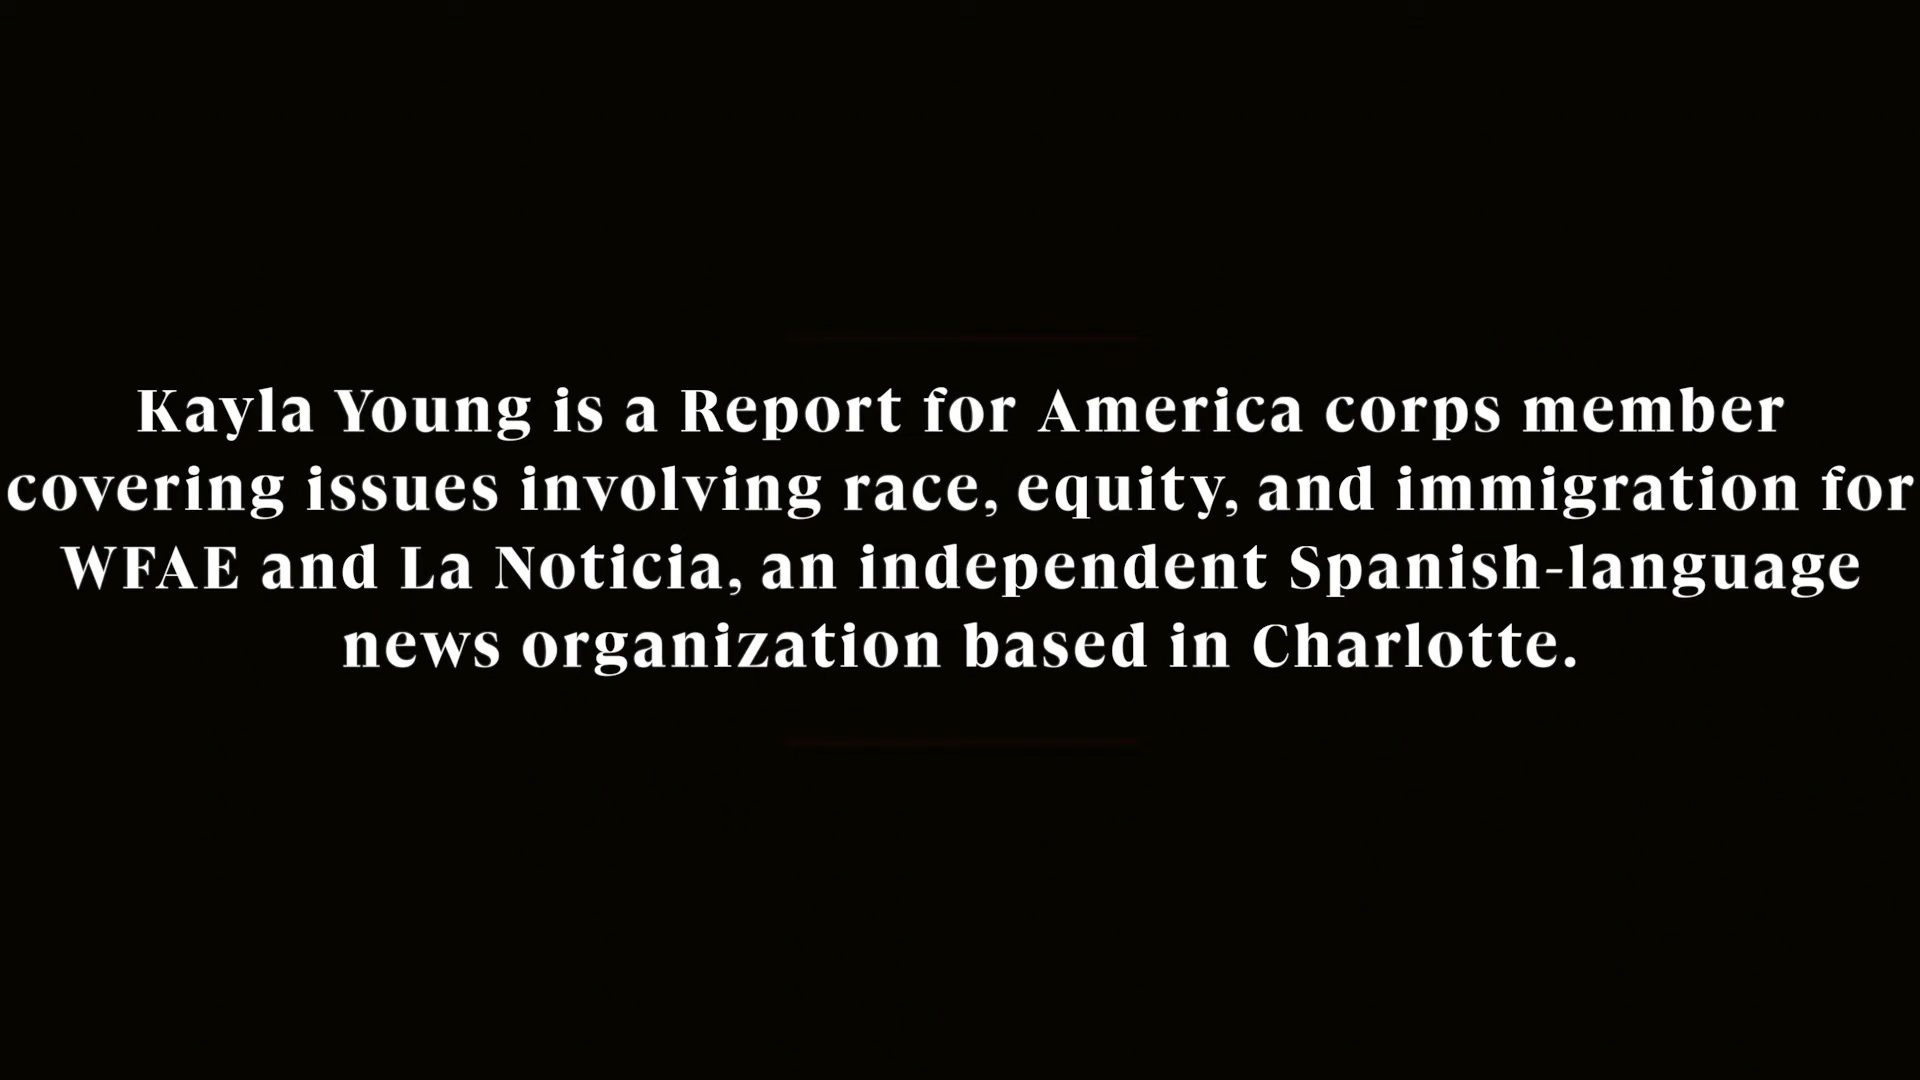 Kayla Young is a Report for America corps member
covering issues involving race, equity, and immigration for
WFAE and La Noticia, an independent Spanish-language
news organization based in Charlotte.